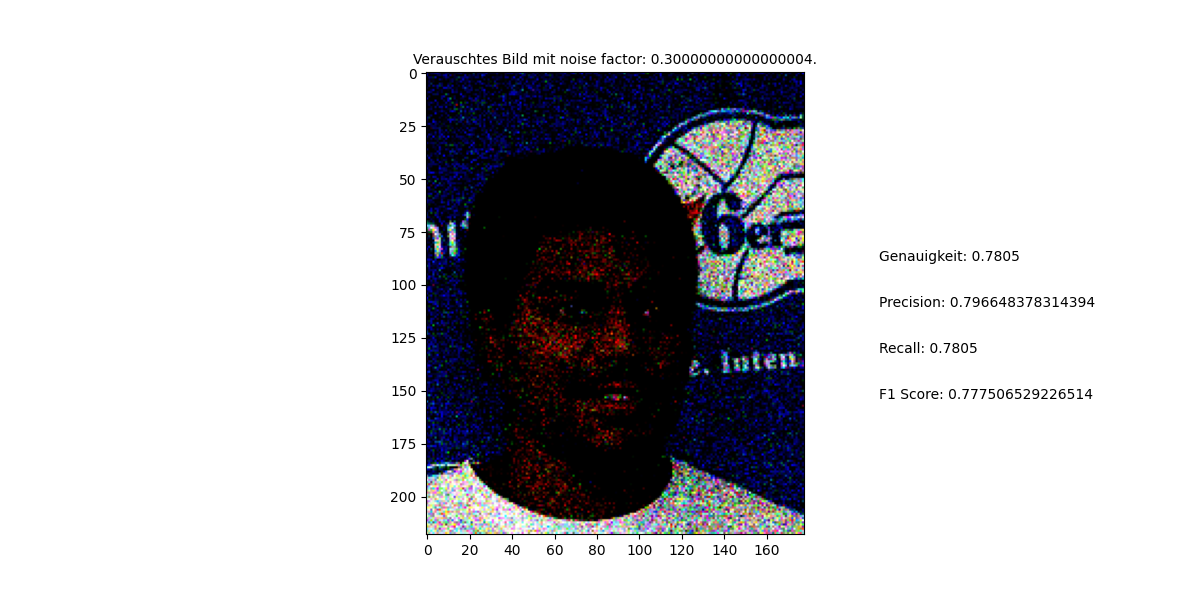 Verauschtes Bild mit noise factor: 0.30000000000000004.
0
25
50
75
100
125
150
175
200
0 20 40 60 80 100 120 140 160
6er
Genauigkeit: 0.7805
Precision: 0.796648378314394
Recall: 0.7805
F1 Score: 0.777506529226514